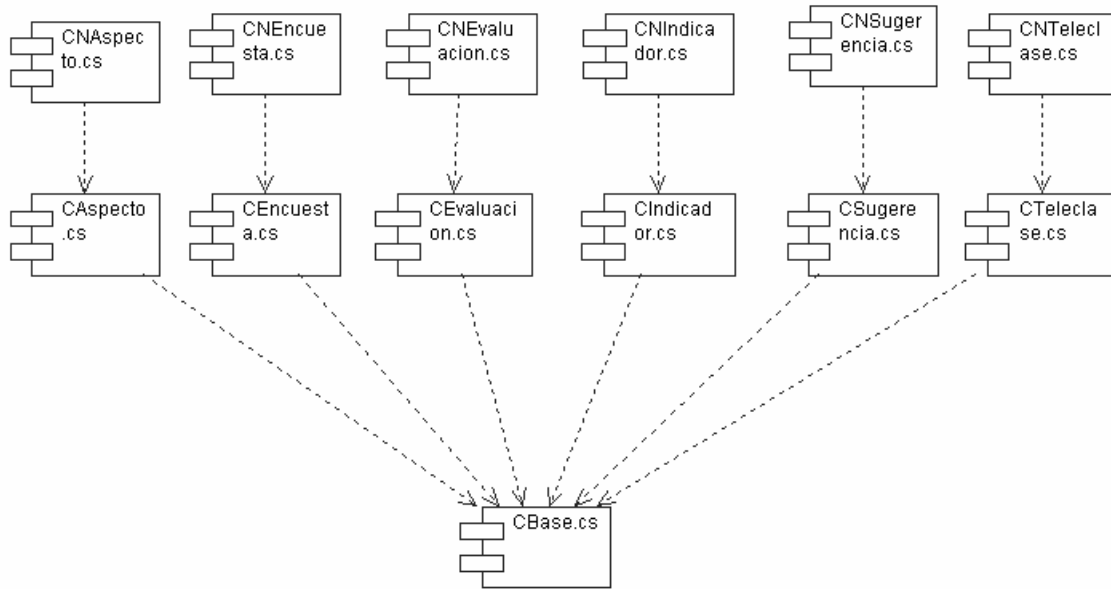 CNAspec
to.cs
CNEncue
sta.cs
CNEvalu
acion.cs
CNIndica
dor.cs
CNSuger
encia.cs
CNTelecl
ase.cs
CAspecto
.cs
CEncuest
a.cs
CEvaluaci
on.cs
CIndicad
or.cs
CSugere
ncia.cs
CTelecla
se.cs
CBase.cs